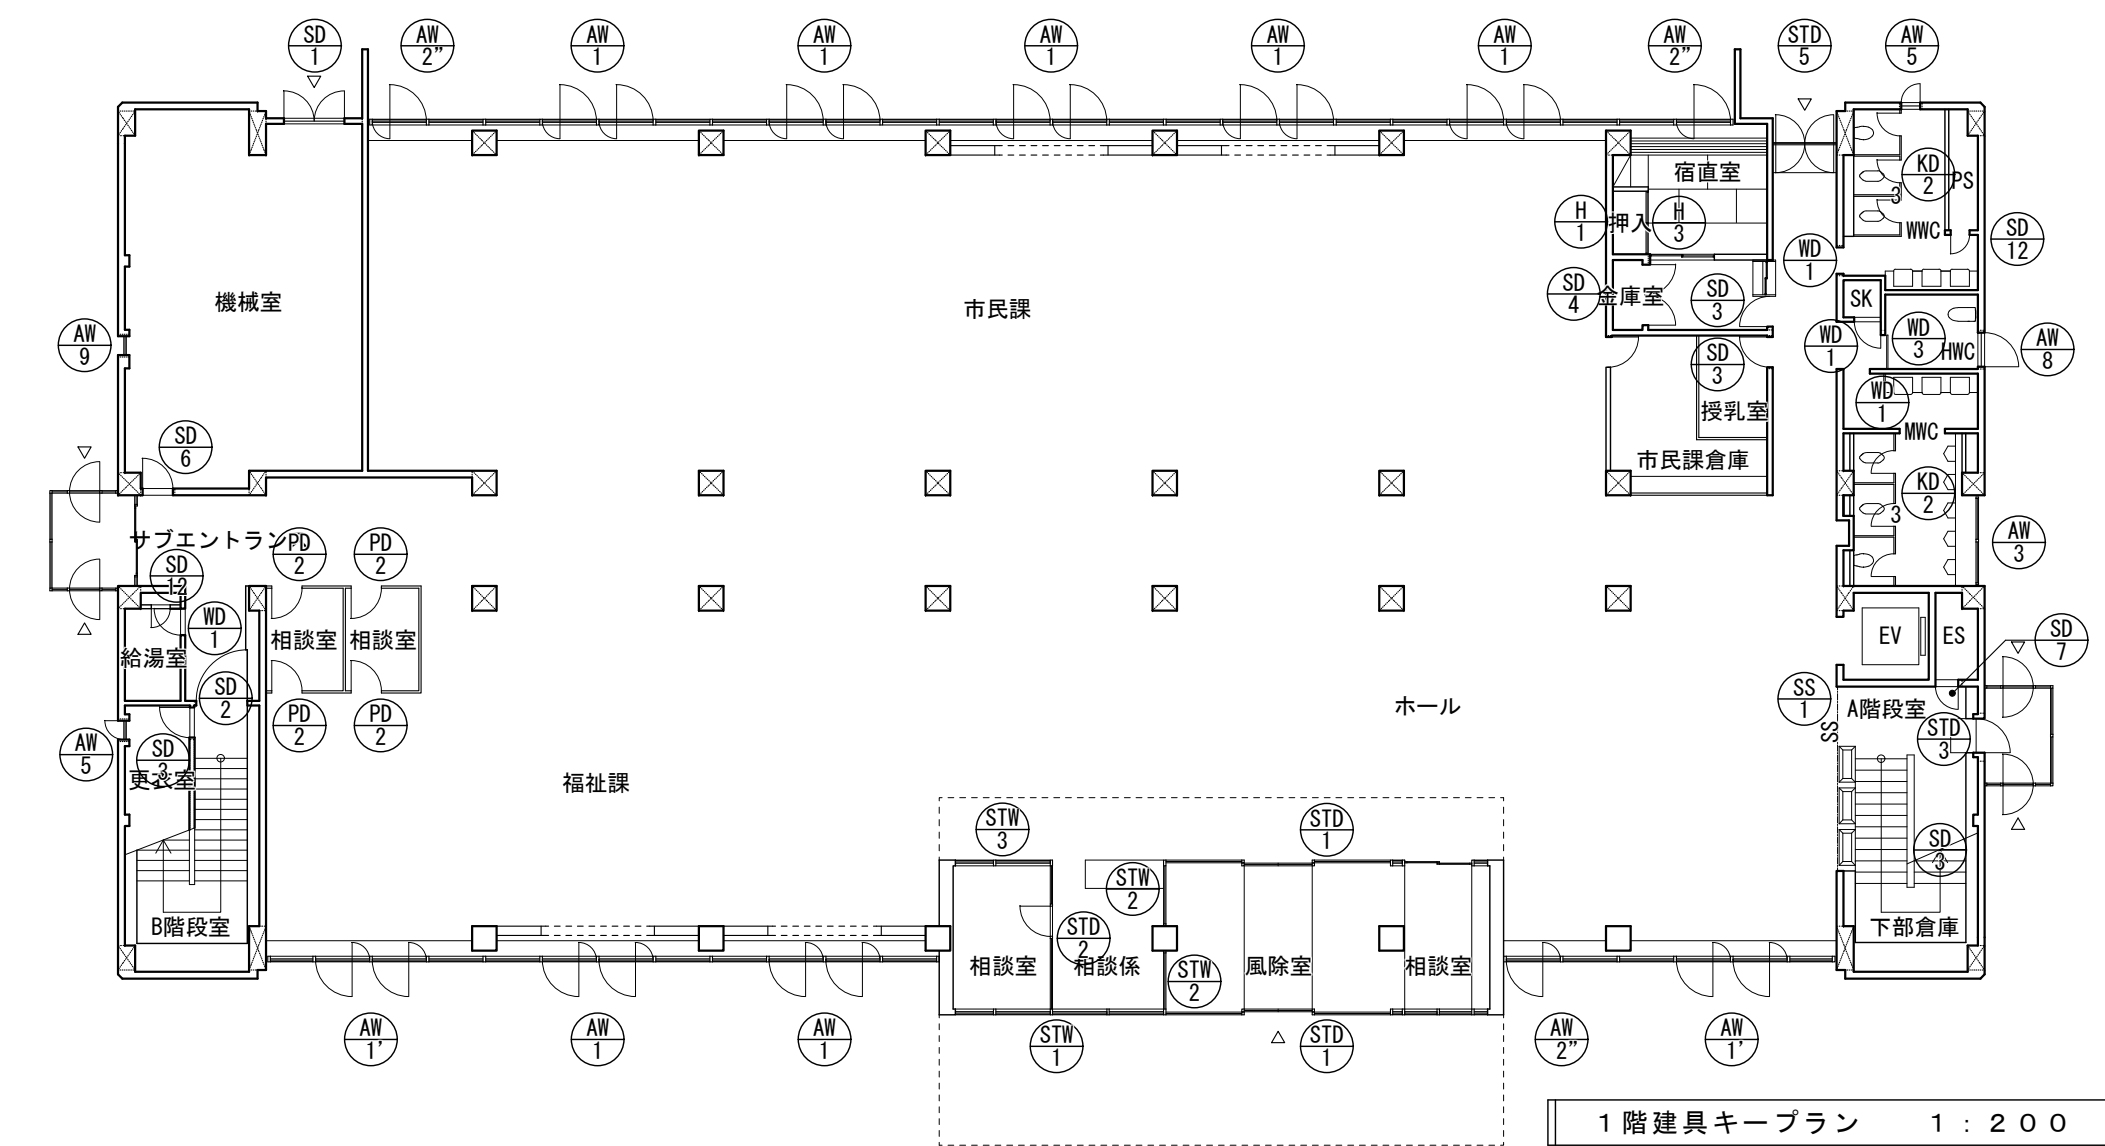 SD
1
AW
2”
AW
1
AW
1
AW
1
AW
1
AW
1
AW
2”
STD
5
AW
5
宿直室
KD
2
3
PS
H
1
押入
H
3
WWC
SD
12
WD
1
機械室
市民課
SD
4
金庫室
SD
3
SK
AW
9
WD
1
WD
3
HWC
AW
8
SD
3
授乳室
WD
1
MWC
SD
6
市民課倉庫
KD
2
3
サブエントラン
PD
2
PD
2
AW
3
SD
12
WD
1
相談室
相談室
給湯室
EV
ES
SD
7
SD
2
PD
2
PD
2
ホール
SS
1
SS
A階段室
STD
3
AW
5
SD
3
更衣室
福祉課
STW
3
STD
1
SD
3
STW
2
B階段室
STD
2
下部倉庫
相談室
相談係
STW
2
風除室
相談室
AW
1’
AW
1
AW
1
STW
1
STD
1
AW
2”
AW
1’
1階建具キープラン 1:200